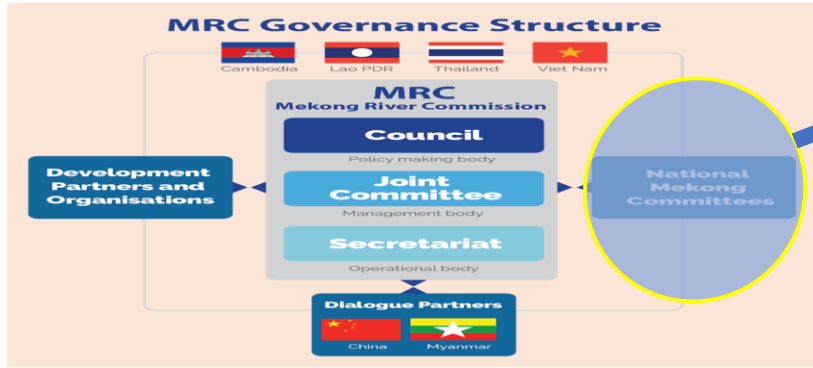 MRC Governance Structure
Cambodia Lao PDR Thailand Viet Nam
MRC
Mekong River Commission
Council
Policy making body
Joint
Committee
Management body
Secretariat
Operational body
Development
Partners and
Organisations
National
Mekong
Committees
Dialogue Partners
China Myanmar